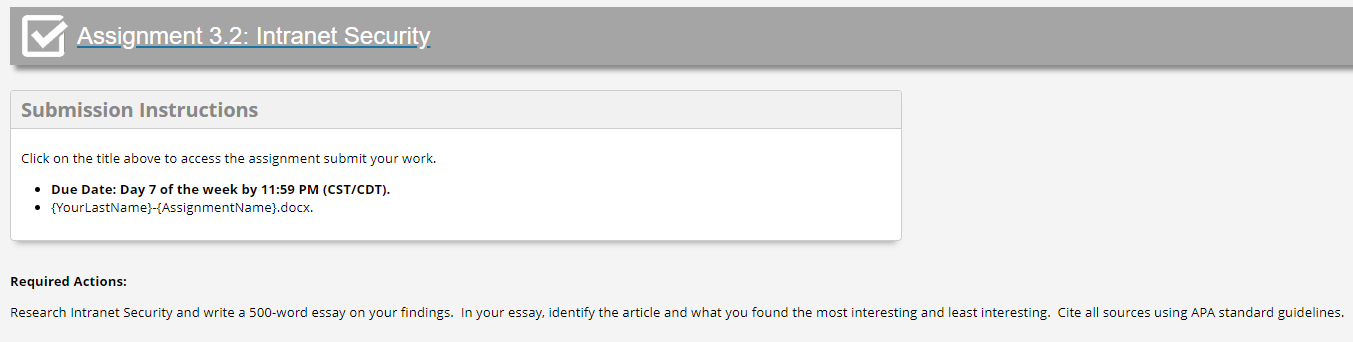 Assignment 3.2: Intranet Security
Submission Instructions
Click on the title above to access the assignment submit your work.
• Due Date: Day 7 of the week by 11:59 PM (CST/CDT).
• {YourLastName}-{AssignmentName}.docx.
Required Actions:
Research Intranet Security and write a 500-word essay on your findings.  In your essay, identify the article and what you found the most interesting and least interesting.  Cite all sources using APA standard guidelines.